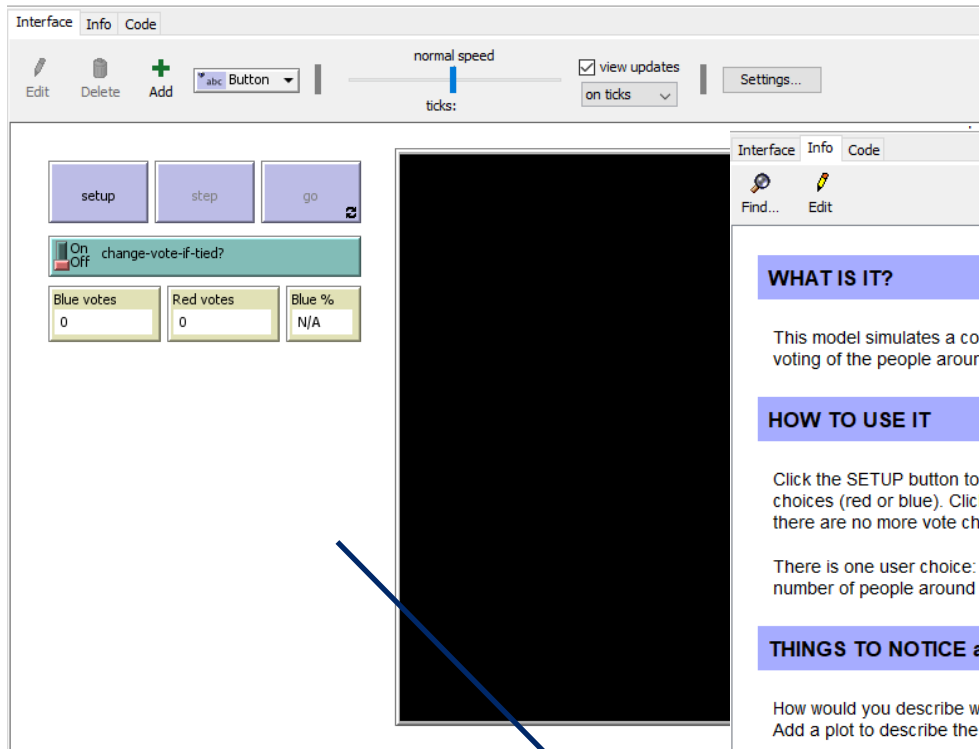 Interface Info Code
Edit Delete Add abc Button
normal speed
ticks:
view updates
on ticks
Settings...
setup step go
On
Off
change-vote-if-tied?
Blue votes Red votes Blue %
0 0 N/A
Interface Info Code
Find... Edit
WHAT IS IT?
This model simulates a co
voting of the people aroun
HOW TO USE IT
Click the SETUP button to
choices (red or blue). Clic
there are no more vote ch
There is one user choice:
number of people around
THINGS TO NOTICE a
How would you describe w
Add a plot to describe the